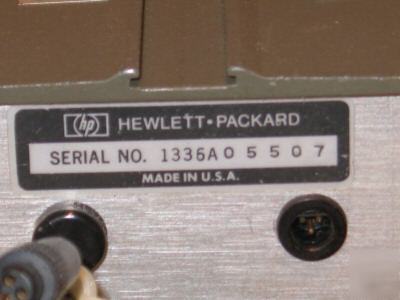 hp HEWLETT•PACKARD
SERIAL NO. 1336A05507
MADE IN U.S.A.